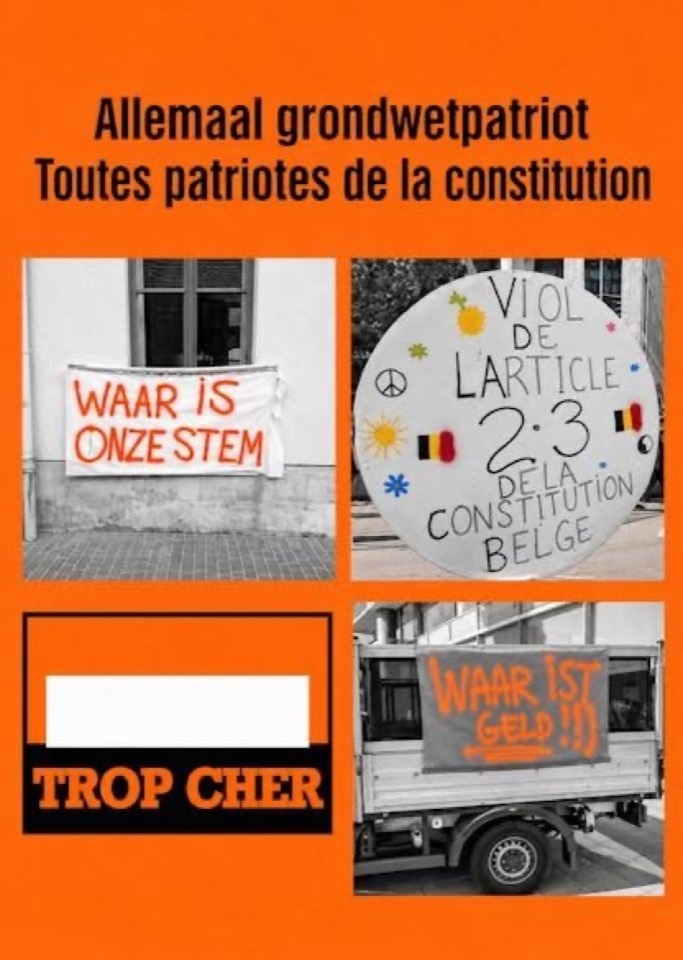 Allemaal grondwetpatriot
Toutes patriotes de la constitution
WAAR iS
ONZE STEM
VIOL
DE
L'ARTICLE
2·3
DE LA
CONSTITUTION
BELGE
TROP CHER
WAAR iST
GELD!!!)